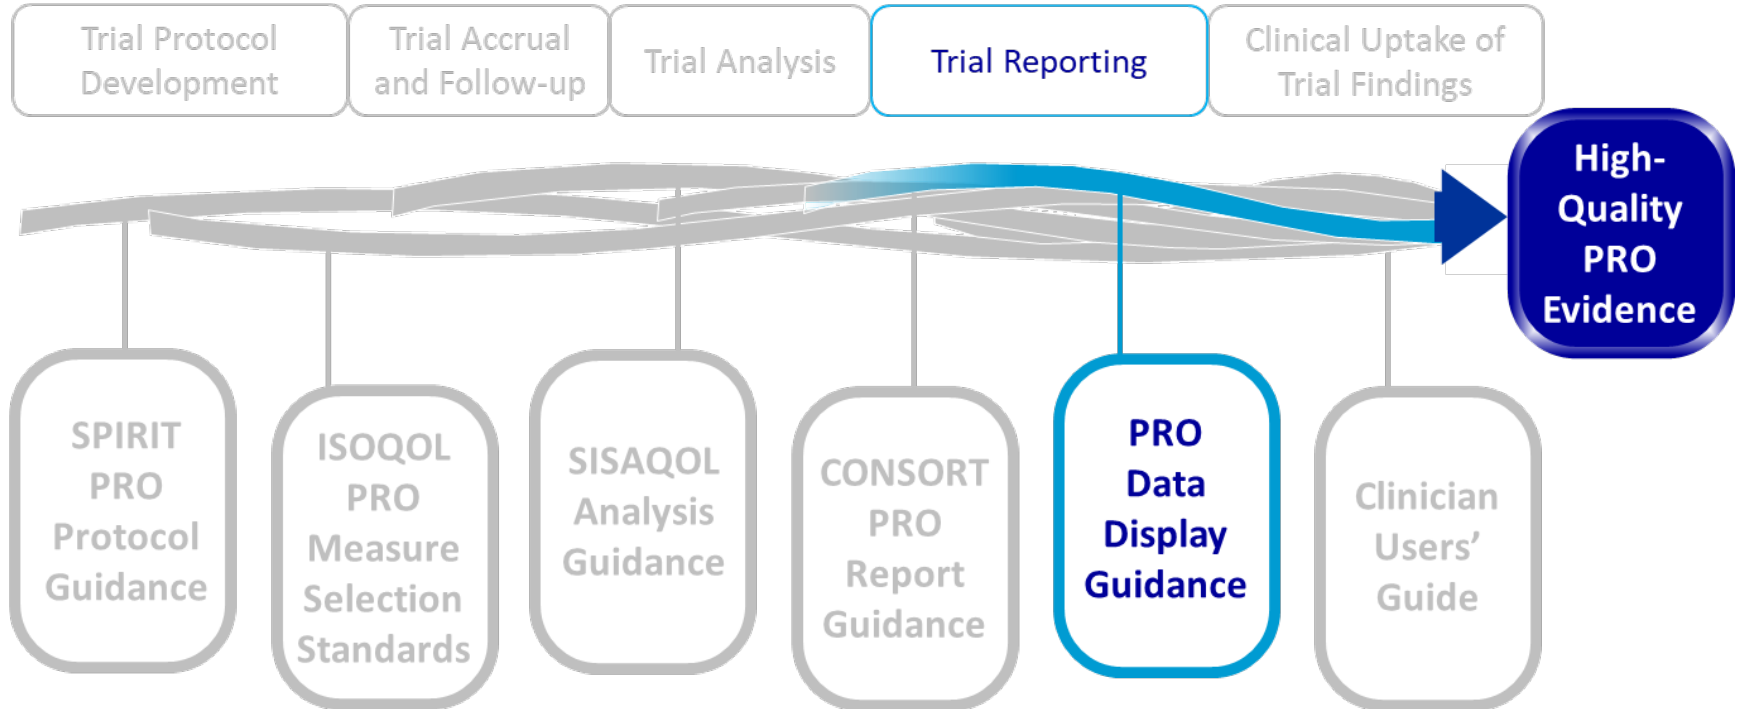 Trial Protocol
Development
Trial Accrual
and Follow-up
Trial Analysis
Trial Reporting
Clinical Uptake of
Trial Findings
High-
Quality
PRO
Evidence
SPIRIT
PRO
Protocol
Guidance
ISOQOL
PRO
Measure
Selection
Standards
SISAQOL
Analysis
Guidance
CONSORT
PRO
Report
Guidance
PRO
Data
Display
Guidance
Clinician
Users’
Guide